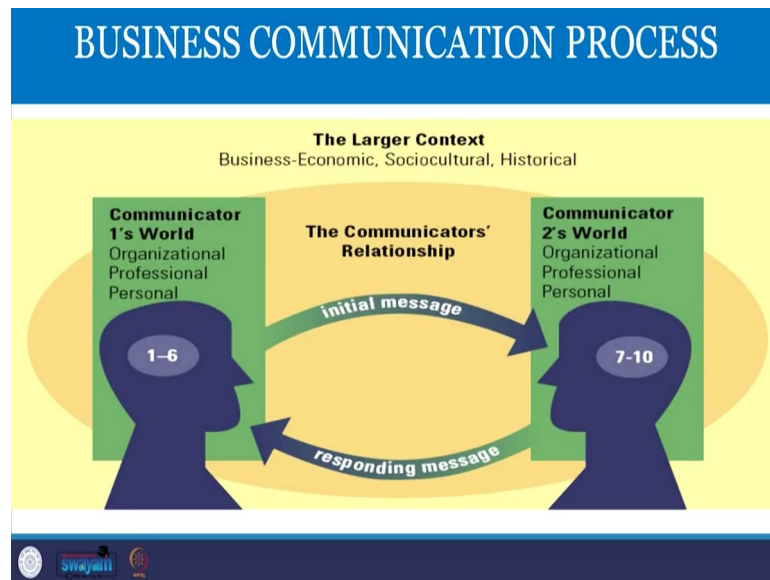 BUSINESS COMMUNICATION PROCESS
The Larger Context
Business-Economic, Sociocultural, Historical
Communicator
1's World
Organizational
Professional
Personal
The Communicators'
Relationship
Communicator
2's World
Organizational
Professional
Personal
initial message
1–6
7-10
responding message
swayam